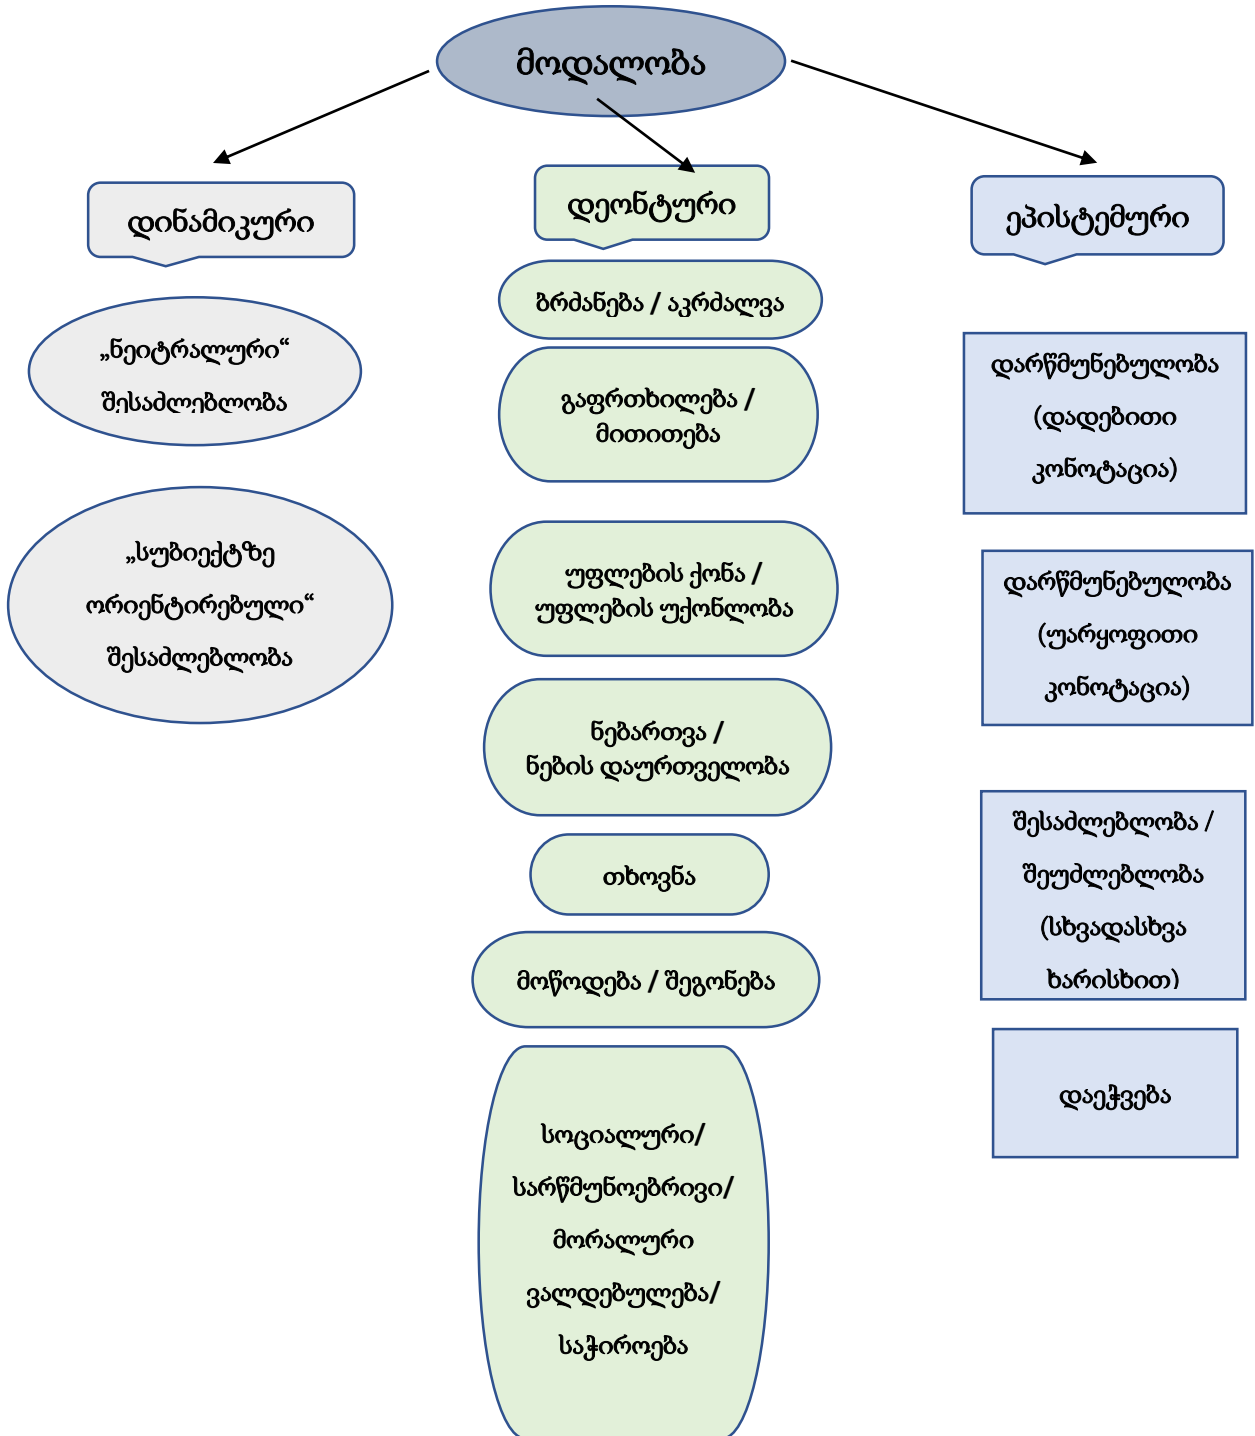 მოდალობა
დინამიკური
„ნეიტრალური“
შესაძლებლობა
„სუბიექტზე
ორიენტირებული“
შესაძლებლობა
დეონტური
ბრძანება / აკრძალვა
გაფრთხილება /
მითითება
უფლების ქონა /
უფლების უქონლობა
ნებართვა /
ნების დაურთველობა
თხოვნა
მოწოდება / შეგონება
სოციალური/
სარწმუნოებრივი/
მორალური
ვალდებულება/
საჭიროება
ეპისტემური
დარწმუნებულობა
(დადებითი
კონოტაცია)
დარწმუნებულობა
(უარყოფითი
კონოტაცია)
შესაძლებლობა /
შეუძლებლობა
(სხვადასხვა
ხარისხით)
დაეჭვება